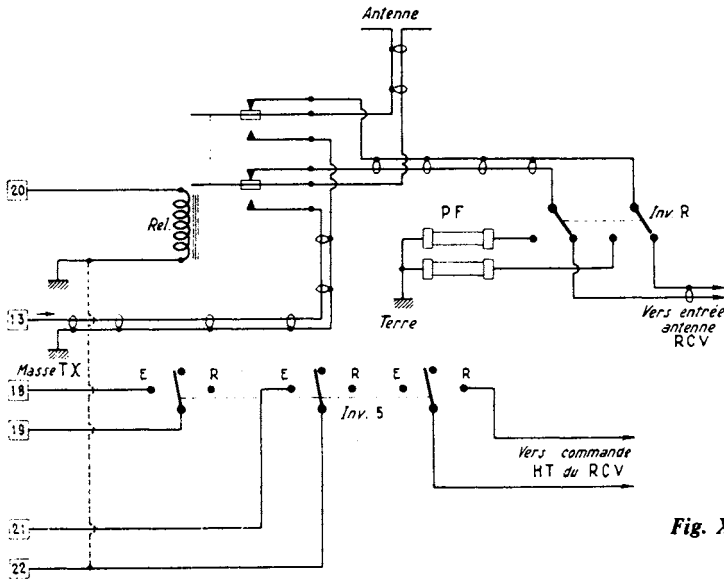 Antenne
20
Rel.
PF
Inv. R
13
Terre
Vers entrée
antenne
RCV
Masse TX
E
R
E
R
E
R
18
Inv. 5
19
Vers commande
HT du RCV
21
Fig. X
22